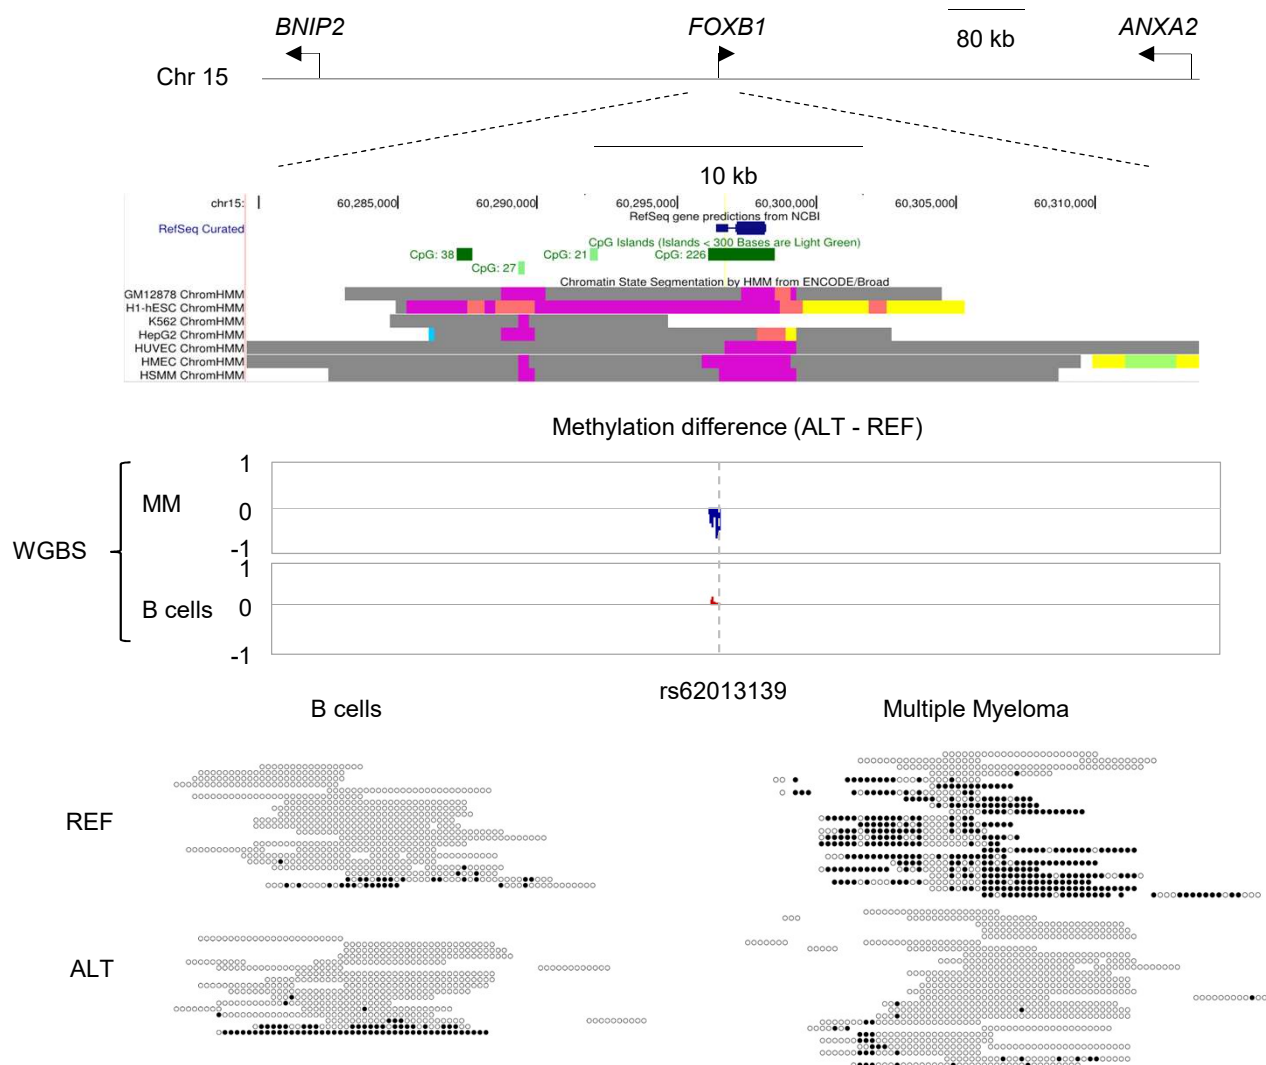 BNIP2 FOXB1 ANXA2
80 kb
Chr 15
10 kb
chr15: 60,285,000 60,290,000 60,295,000 60,300,000 60,305,000 60,310,000
RefSeq gene predictions from NCBI
RefSeq Curated
CpG Islands (Islands < 300 Bases are Light Green)
CpG: 38 CpG: 21 CpG: 226
CpG: 27
Chromatin State Segmentation by HMM from ENCODE/Broad
GM12878 ChromHMM
H1-hESC ChromHMM
K562 ChromHMM
HepG2 ChromHMM
HUVEC ChromHMM
HMEC ChromHMM
HSMM ChromHMM
Methylation difference (ALT - REF)
1
MM
0
WGBS
-1
1
B cells 0
-1
rs62013139
B cells Multiple Myeloma
REF
ALT